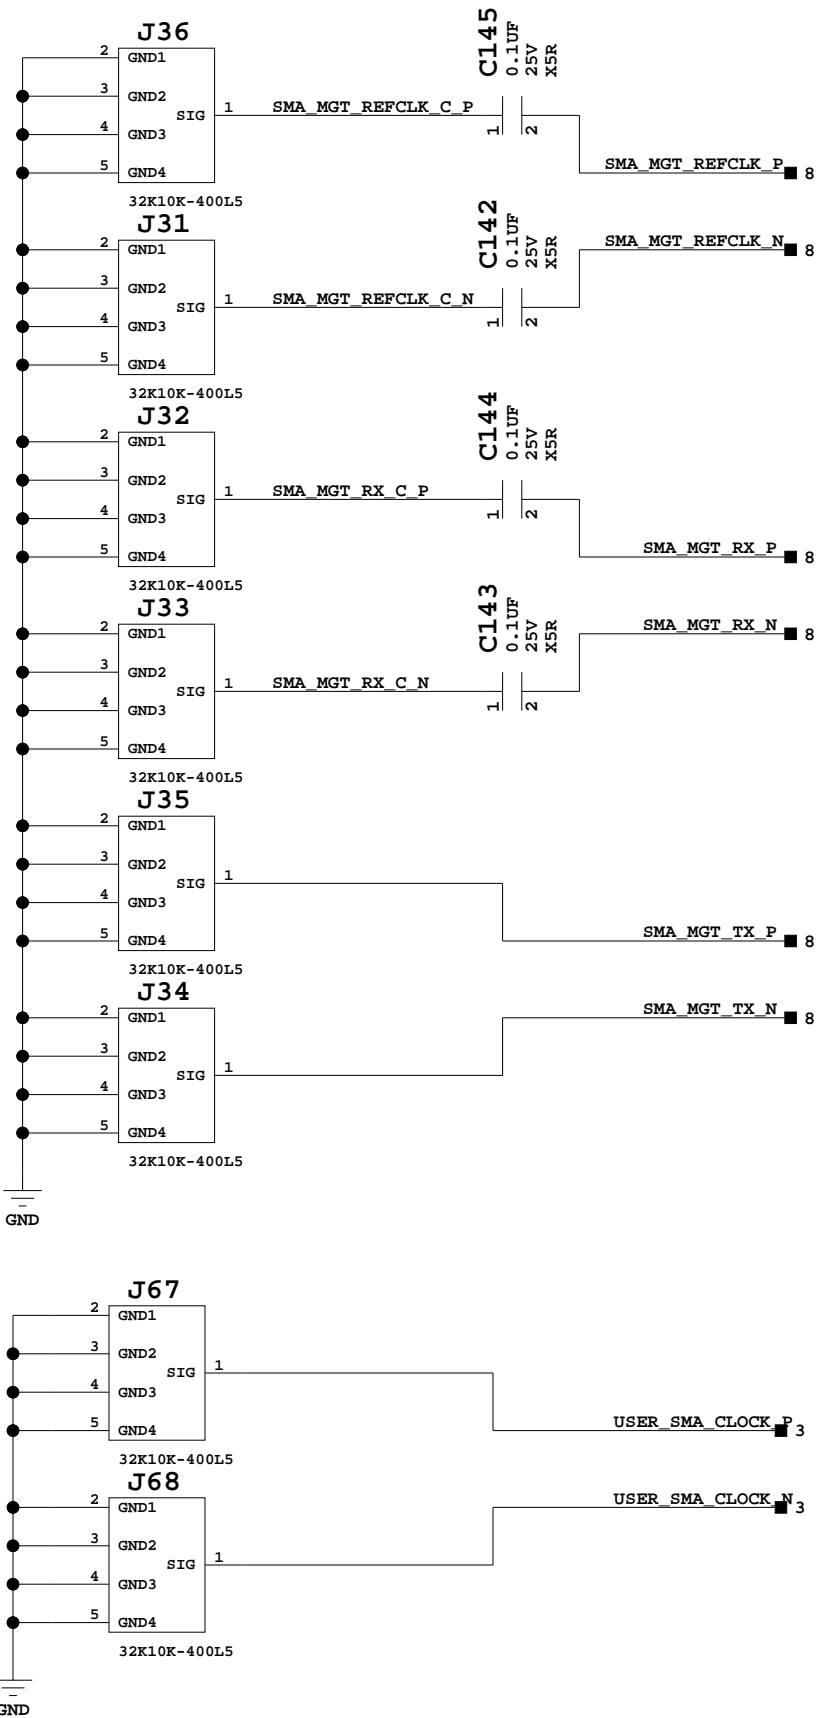 J36
2 GND1
3 GND2
SIG 1
4 GND3
5 GND4
32K10K-400L5
SMA_MGT_REFCLK_C_P
C145
0.1UF
25V
X5R
1 2
SMA_MGT_REFCLK_P 8
J31
2 GND1
3 GND2
SIG 1
4 GND3
5 GND4
32K10K-400L5
SMA_MGT_REFCLK_C_N
C142
0.1UF
25V
X5R
1 2
SMA_MGT_REFCLK_N 8
J32
2 GND1
3 GND2
SIG 1
4 GND3
5 GND4
32K10K-400L5
SMA_MGT_RX_C_P
C144
0.1UF
25V
X5R
1 2
SMA_MGT_RX_P 8
J33
2 GND1
3 GND2
SIG 1
4 GND3
5 GND4
32K10K-400L5
SMA_MGT_RX_C_N
C143
0.1UF
25V
X5R
1 2
SMA_MGT_RX_N 8
J35
2 GND1
3 GND2
SIG 1
4 GND3
5 GND4
32K10K-400L5
SMA_MGT_TX_P 8
J34
2 GND1
3 GND2
SIG 1
4 GND3
5 GND4
32K10K-400L5
SMA_MGT_TX_N 8
GND
J67
2 GND1
3 GND2
SIG 1
4 GND3
5 GND4
32K10K-400L5
USER_SMA_CLOCK_P 3
J68
2 GND1
3 GND2
SIG 1
4 GND3
5 GND4
32K10K-400L5
USER_SMA_CLOCK_N 3
GND